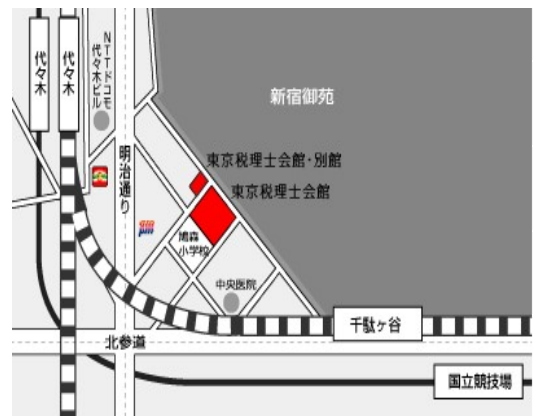 代々木
代々木
NTTドコモ
代々木ビル
明治通り
新宿御苑
東京税理士会館・別館
東京税理士会館
鳩森
小学校
中央医院
千駄ヶ谷
北参道
国立競技場